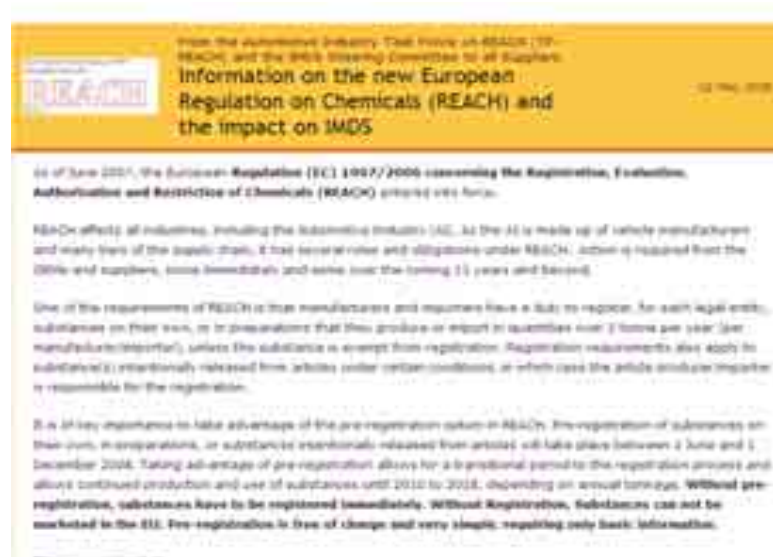 From the Automotive Industry Task Force on REACH (TF-
REACH) and the IMDS Steering Committee to all Suppliers
REACH
Information on the new European
Regulation on Chemicals (REACH) and
the impact on IMDS
As of June 2007, the European Regulation (EC) 1907/2006 concerning the Registration, Evaluation,
Authorisation and Restriction of Chemicals (REACH) entered into force.
REACH affects all industries, including the Automotive Industry (AI). As the AI is made up of vehicle manufacturers
and many tiers of the supply chain, it has several roles and obligations under REACH. Action is required from the
OEMs and suppliers, some immediately and some over the coming 11 years and beyond.
One of the requirements of REACH is that manufacturers and importers have a duty to register, for each legal entity,
substances on their own, or in preparations that they produce or import in quantities over 1 tonne per year (per
manufacturer/importer), unless the substance is exempt from registration. Registration requirements also apply to
substance(s) intentionally released from articles under certain conditions, in which case the article producer/importer
is responsible for the registration.
It is of key importance to take advantage of the pre-registration option in REACH. Pre-registration of substances on
their own, in preparations, or substances intentionally released from articles will take place between 1 June and 1
December 2008. Taking advantage of pre-registration allows for a transitional period to the registration process and
allows continued production and use of substances until 2010 to 2018, depending on annual tonnage. Without pre-
registration, substances have to be registered immediately. Without Registration, Substances can not be
marketed in the EU. Pre-registration is free of charge and very simple, requiring only basic information.